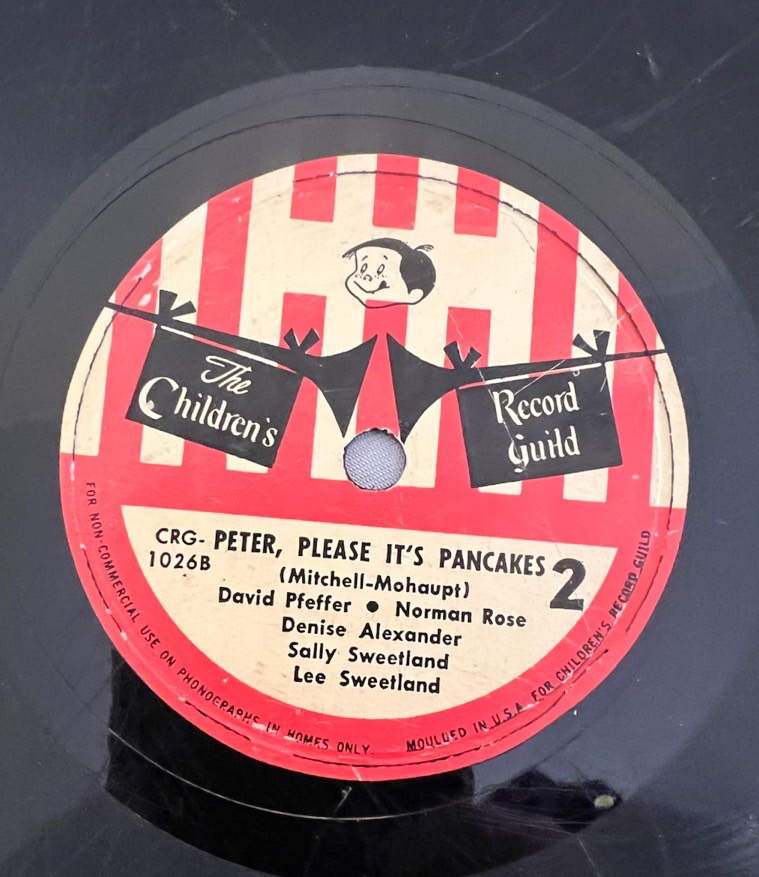 The
Children's
Record
Guild
CRG- PETER, PLEASE IT'S PANCAKES 2
1026B
(Mitchell-Mohaupt)
David Pfeffer ● Norman Rose
Denise Alexander
Sally Sweetland
Lee Sweetland
FOR NON-COMMERCIAL USE ON PHONOGRAPHS IN HOMES ONLY.
MOULDED IN U.S.A. FOR CHILDREN'S RECORD GUILD